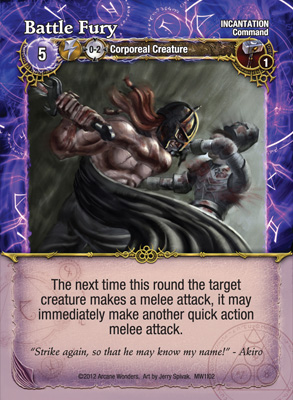 Battle Fury
INCANTATION
Command
5
0-2
Corporeal Creature
1
The next time this round the target
creature makes a melee attack, it may
immediately make another quick action
melee attack.
"Strike again, so that he may know my name!" - Akiro
©2012 Arcane Wonders. Art by Jerry Spivak. MW1I02